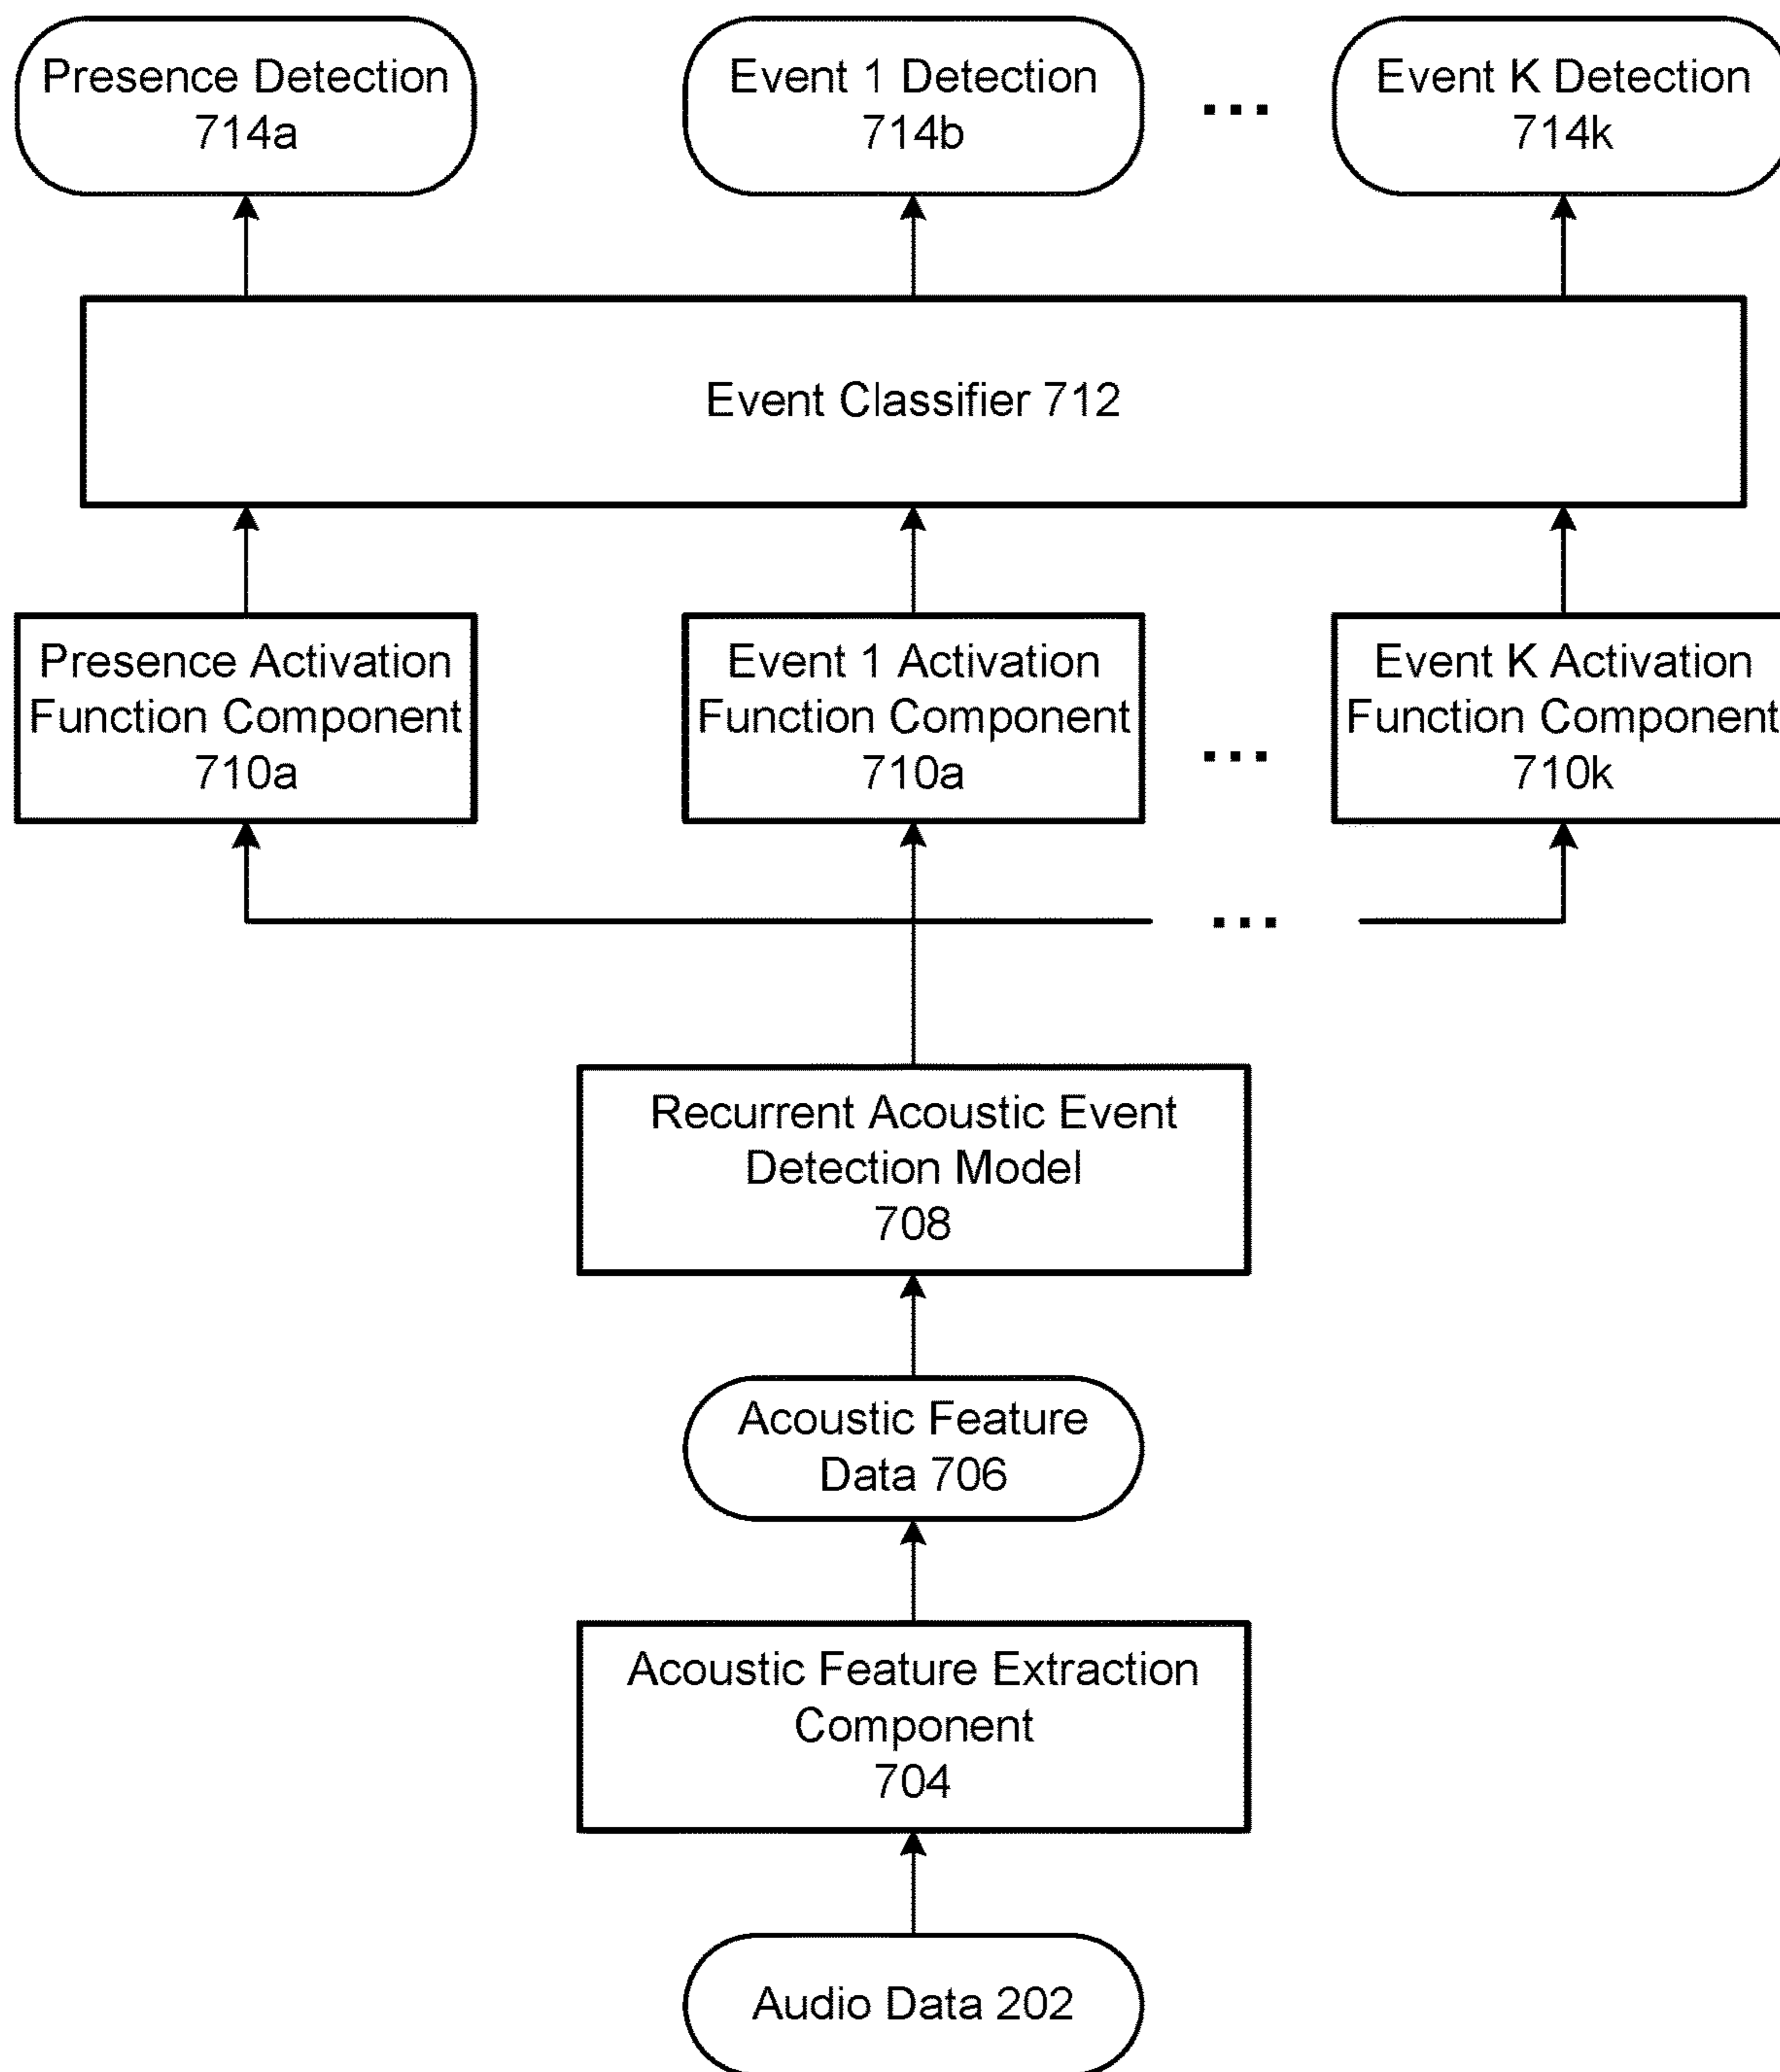 Presence Detection
714a
Event 1 Detection
714b
...
Event K Detection
714k
Event Classifier 712
Presence Activation
Function Component
710a
Event 1 Activation
Function Component
710a
...
Event K Activation
Function Component
710k
...
Recurrent Acoustic Event
Detection Model
708
Acoustic Feature
Data 706
Acoustic Feature Extraction
Component
704
Audio Data 202